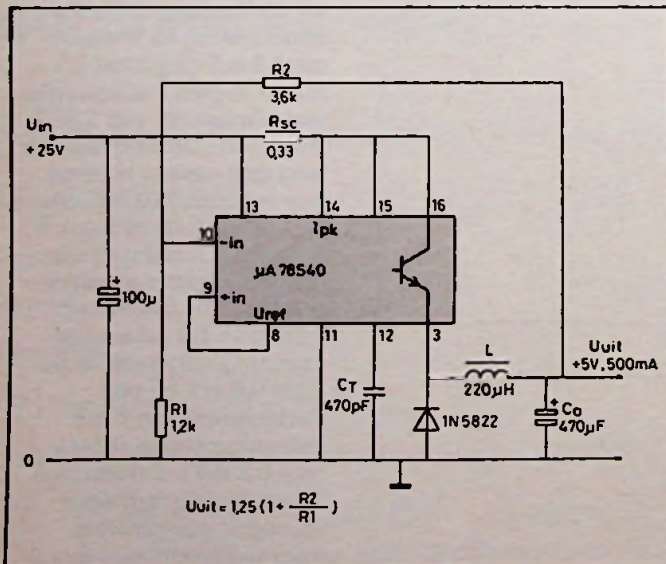 R2
3,6k
Uin
+25V
Rsc
0,33
13
14
15
16
Ipk
10
-in
µA78S40
9
+in
Uref
8
11
12
3
100µ
+
R1
1,2k
CT
470pF
L
220µH
1N5822
Uuit
+5V, 500mA
+
Co
470µF
0
Uuit = 1,25 (1 + R2/R1)